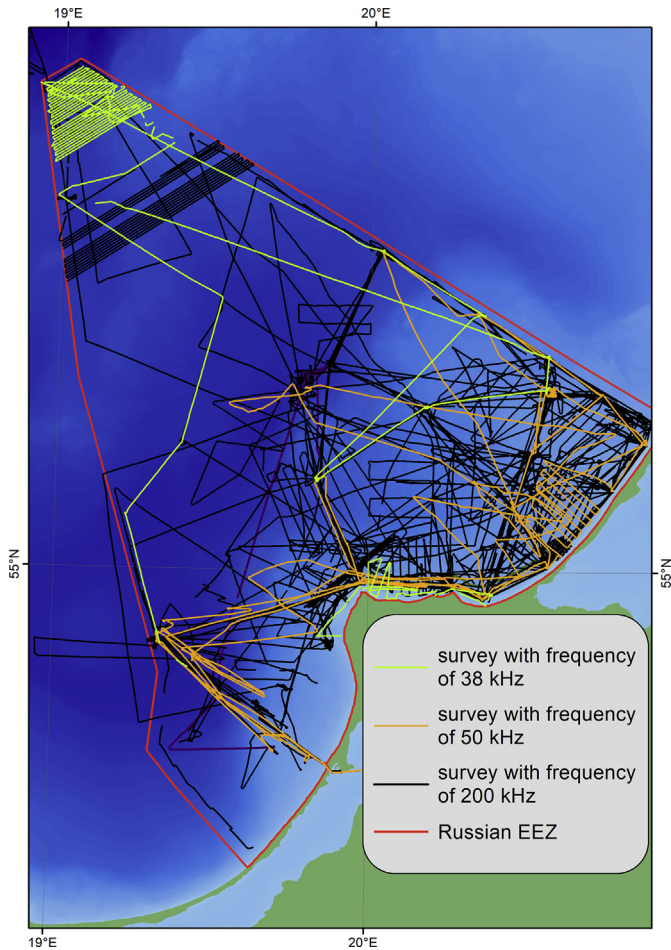 19°E
20°E
55°N
55°N
survey with frequency
of 38 kHz
survey with frequency
of 50 kHz
survey with frequency
of 200 kHz
Russian EEZ
19°E
20°E